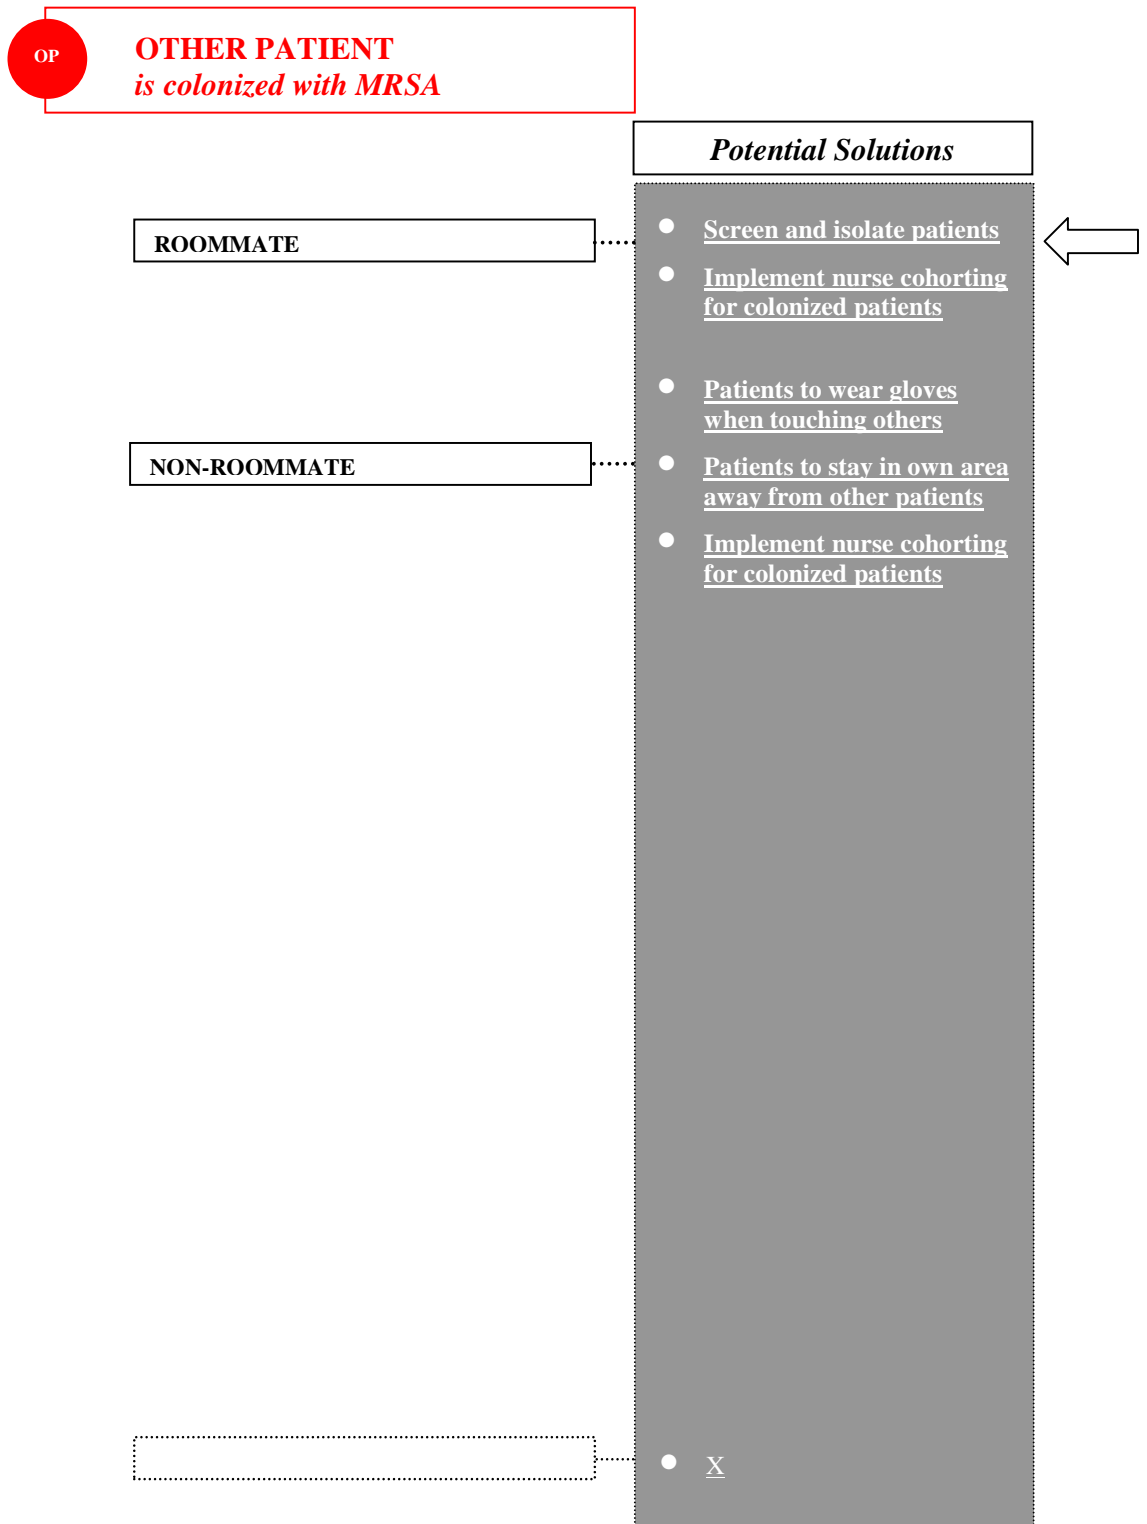 OP
OTHER PATIENT
is colonized with MRSA
Potential Solutions
ROOMMATE
Screen and isolate patients
Implement nurse cohorting
for colonized patients
NON-ROOMMATE
Patients to wear gloves
when touching others
Patients to stay in own area
away from other patients
Implement nurse cohorting
for colonized patients
X